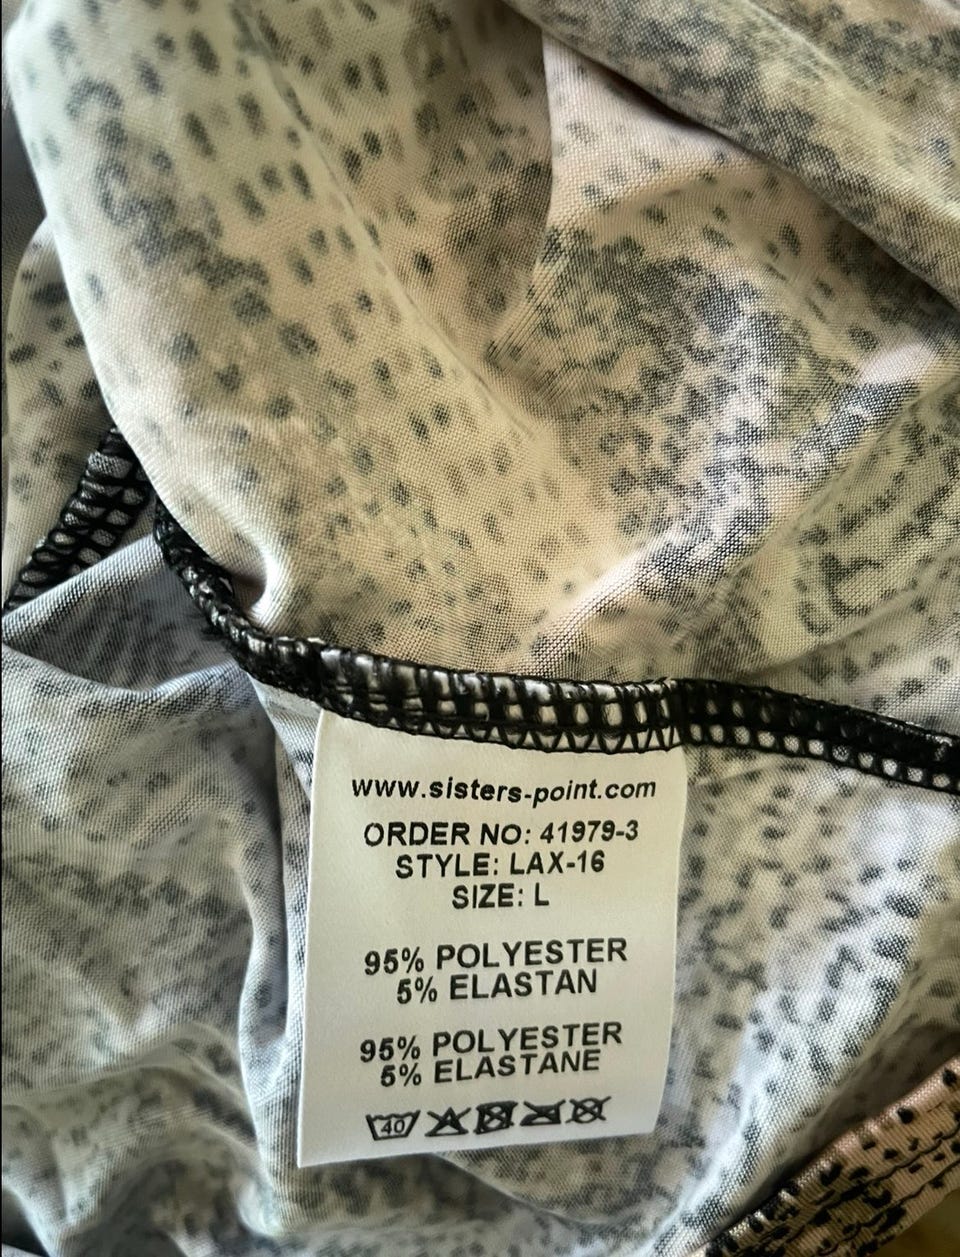 www.sisters-point.com
ORDER NO: 41979-3
STYLE: LAX-16
SIZE: L
95% POLYESTER
5% ELASTAN
95% POLYESTER
5% ELASTANE
40